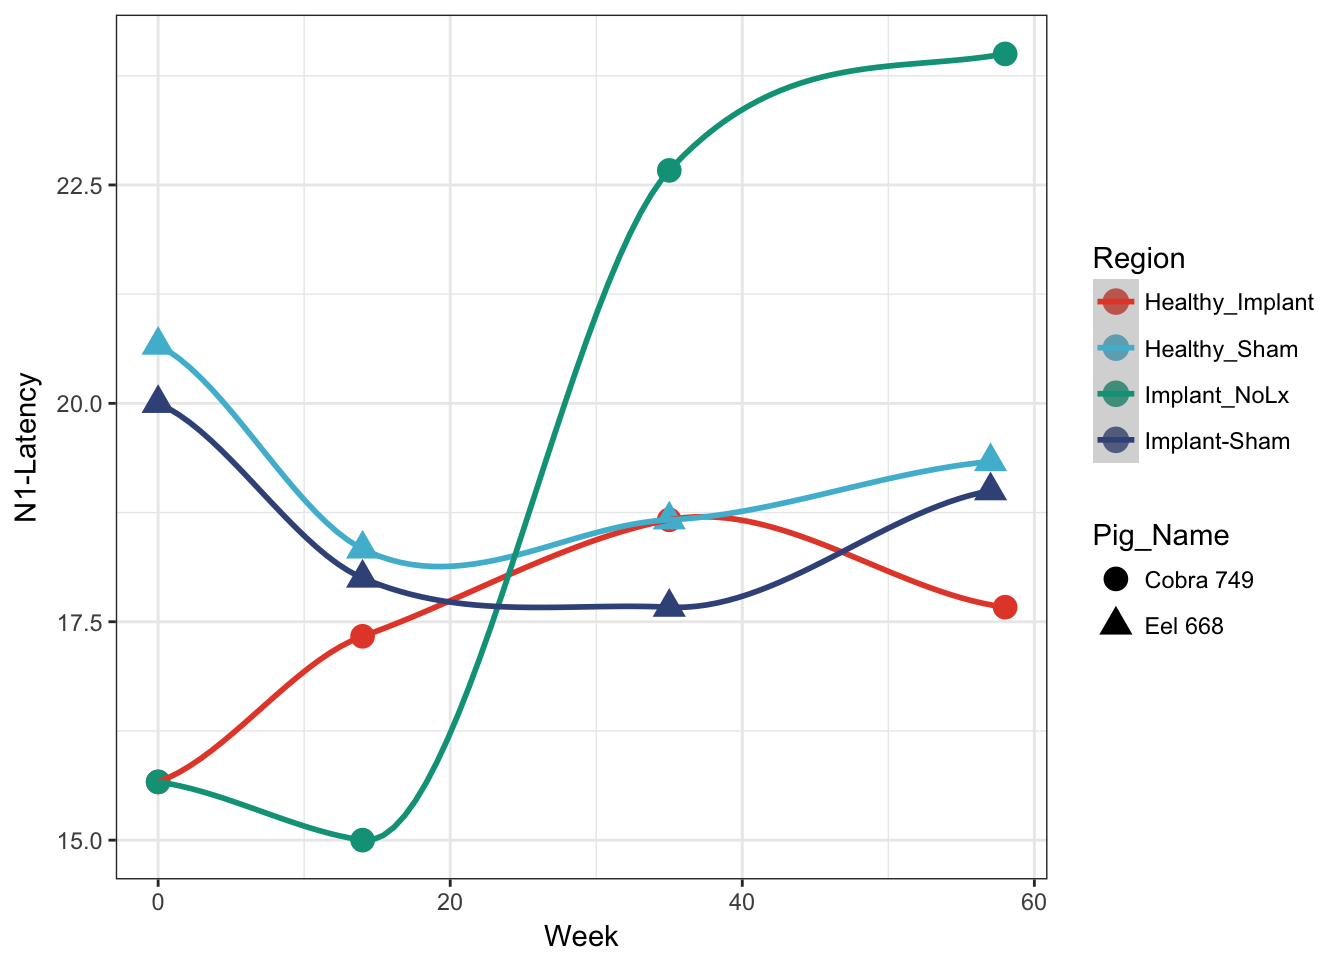 N1-Latency
22.5
20.0
17.5
15.0
0 20 40 60
Week
Region
Healthy_Implant
Healthy_Sham
Implant_NoLx
Implant-Sham
Pig_Name
Cobra 749
Eel 668